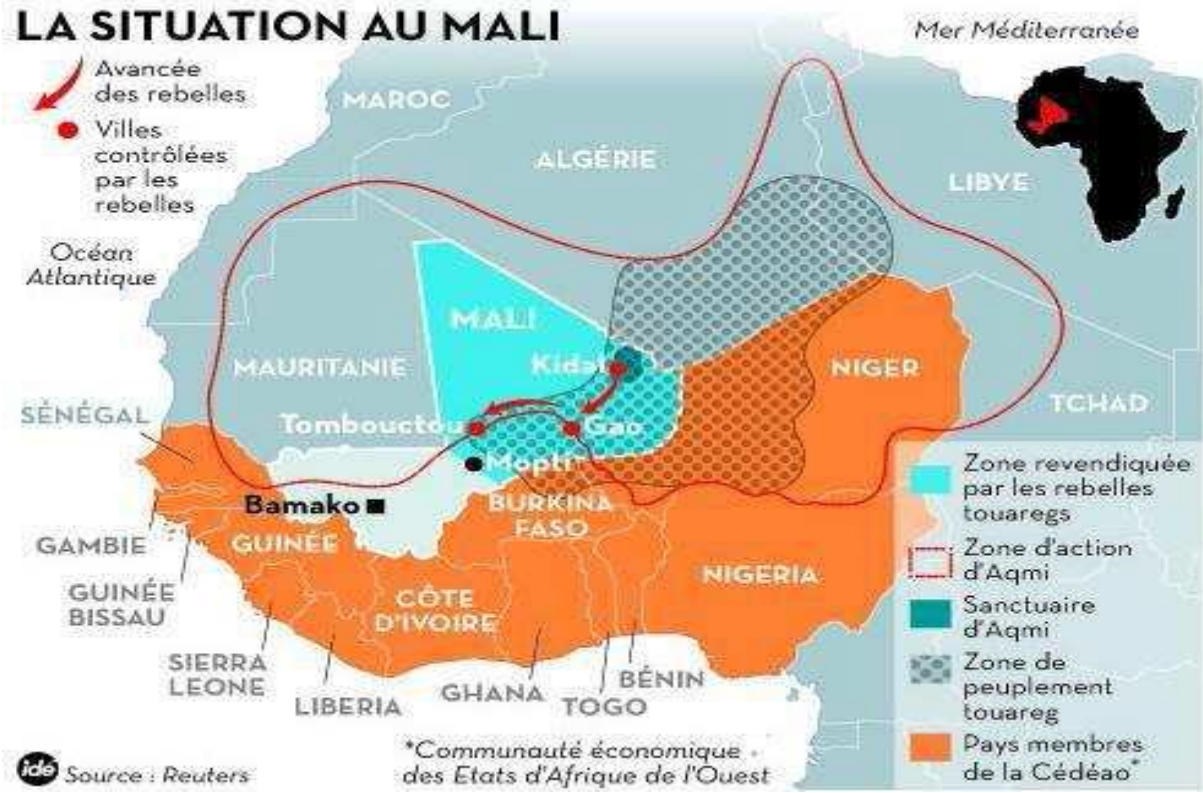 LA SITUATION AU MALI
Avancée
des rebelles
Villes
contrôlées
par les
rebelles
Mer Méditerranée
MAROC
ALGÉRIE
LIBYE
Océan
Atlantique
MALI
MAURITANIE
Kidal
NIGER
TCHAD
SÉNÉGAL
Tombouctou
Gao
Mopti
Bamako
BURKINA
FASO
GAMBIE
GUINÉE
GUINÉE
BISSAU
CÔTE
D'IVOIRE
NIGERIA
SIERRA
LEONE
LIBERIA
GHANA
TOGO
BÉNIN
Zone revendiquée
par les rebelles
touaregs
Zone d'action
d'Aqmi
Sanctuaire
d'Aqmi
Zone de
peuplement
touareg
Pays membres
de la Cédéao*
*Communauté économique
des Etats d'Afrique de l'Ouest
ide Source : Reuters